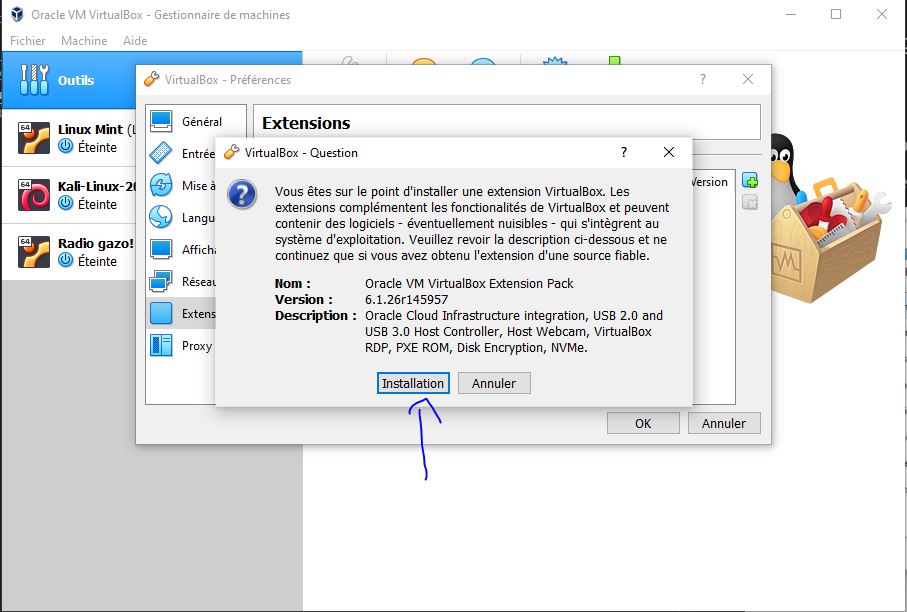 Oracle VM VirtualBox - Gestionnaire de machines
Fichier Machine Aide
Outils
64 Linux Mint (L
Éteinte
64 Kali-Linux-20
Éteinte
64 Radio gazo!
Éteinte
VirtualBox - Préférences ?
Général
Entrée
Mise à
Langu
Afficha
Réseau
Extens
Proxy
Extensions
Version
VirtualBox - Question ?
Vous êtes sur le point d'installer une extension VirtualBox. Les
extensions complémentent les fonctionalités de VirtualBox et peuvent
contenir des logiciels - éventuellement nuisibles - qui s'intègrent au
système d'exploitation. Veuillez revoir la description ci-dessous et ne
continuez que si vous avez obtenu l'extension d'une source fiable.
Nom : Oracle VM VirtualBox Extension Pack
Version : 6.1.26r145957
Description : Oracle Cloud Infrastructure integration, USB 2.0 and
USB 3.0 Host Controller, Host Webcam, VirtualBox
RDP, PXE ROM, Disk Encryption, NVMe.
Installation Annuler
OK Annuler